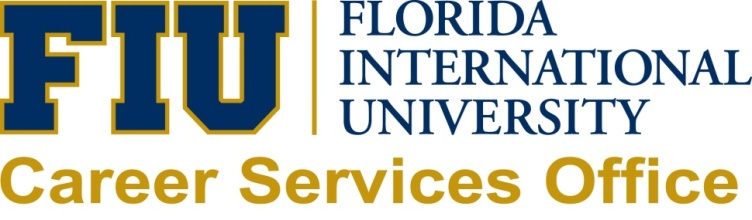 FIU
FLORIDA
INTERNATIONAL
UNIVERSITY
Career Services Office